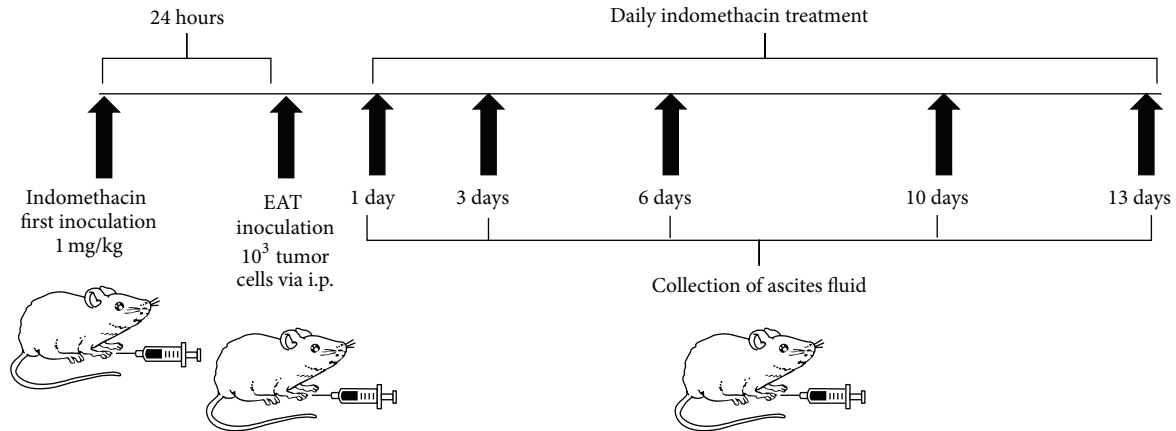 24 hours
Daily indomethacin treatment
Indomethacin
first inoculation
1 mg/kg
EAT
inoculation
10³ tumor
cells via i.p.
1 day
3 days
6 days
10 days
13 days
Collection of ascites fluid